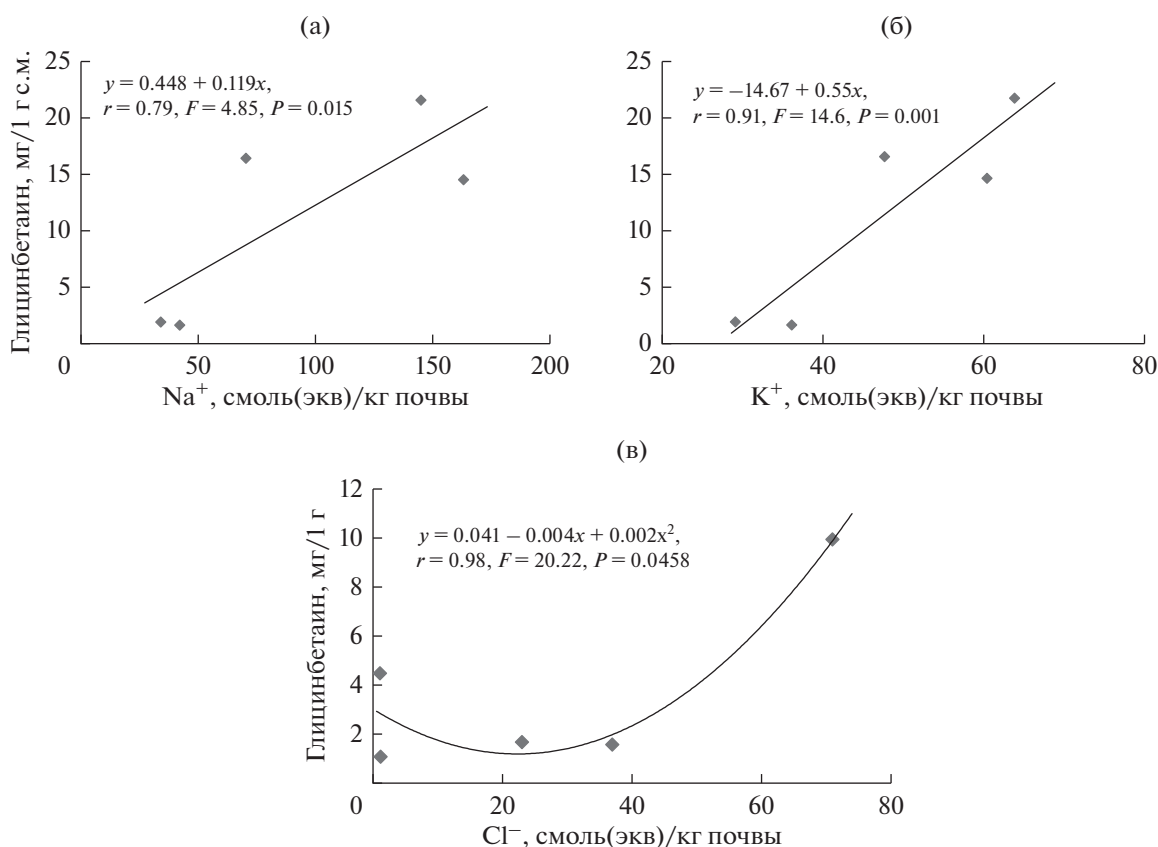 (а)
25
20
15
10
5
0
y = 0.448 + 0.119x,
r = 0.79, F = 4.85, P = 0.015
50
100
150
200
Глицинбетаин, мг/1 г с.м.
Na⁺, смоль(экв)/кг почвы
(б)
25
20
15
10
5
0
y = −14.67 + 0.55x,
r = 0.91, F = 14.6, P = 0.001
20
40
60
80
K⁺, смоль(экв)/кг почвы
(в)
12
10
8
6
4
2
0
y = 0.041 − 0.004x + 0.002x²,
r = 0.98, F = 20.22, P = 0.0458
20
40
60
80
Глицинбетаин, мг/1 г
Cl⁻, смоль(экв)/кг почвы